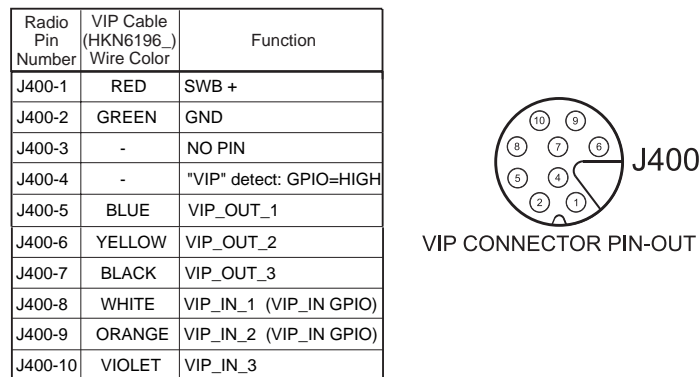 Radio Pin Number VIP Cable (HKN6196_) Wire Color Function
J400-1 RED SWB +
J400-2 GREEN GND
J400-3 - NO PIN
J400-4 - "VIP" detect: GPIO=HIGH
J400-5 BLUE VIP_OUT_1
J400-6 YELLOW VIP_OUT_2
J400-7 BLACK VIP_OUT_3
J400-8 WHITE VIP_IN_1 (VIP_IN GPIO)
J400-9 ORANGE VIP_IN_2 (VIP_IN GPIO)
J400-10 VIOLET VIP_IN_3
10 9
8 7 6
J400
5 4
2 1
VIP CONNECTOR PIN-OUT